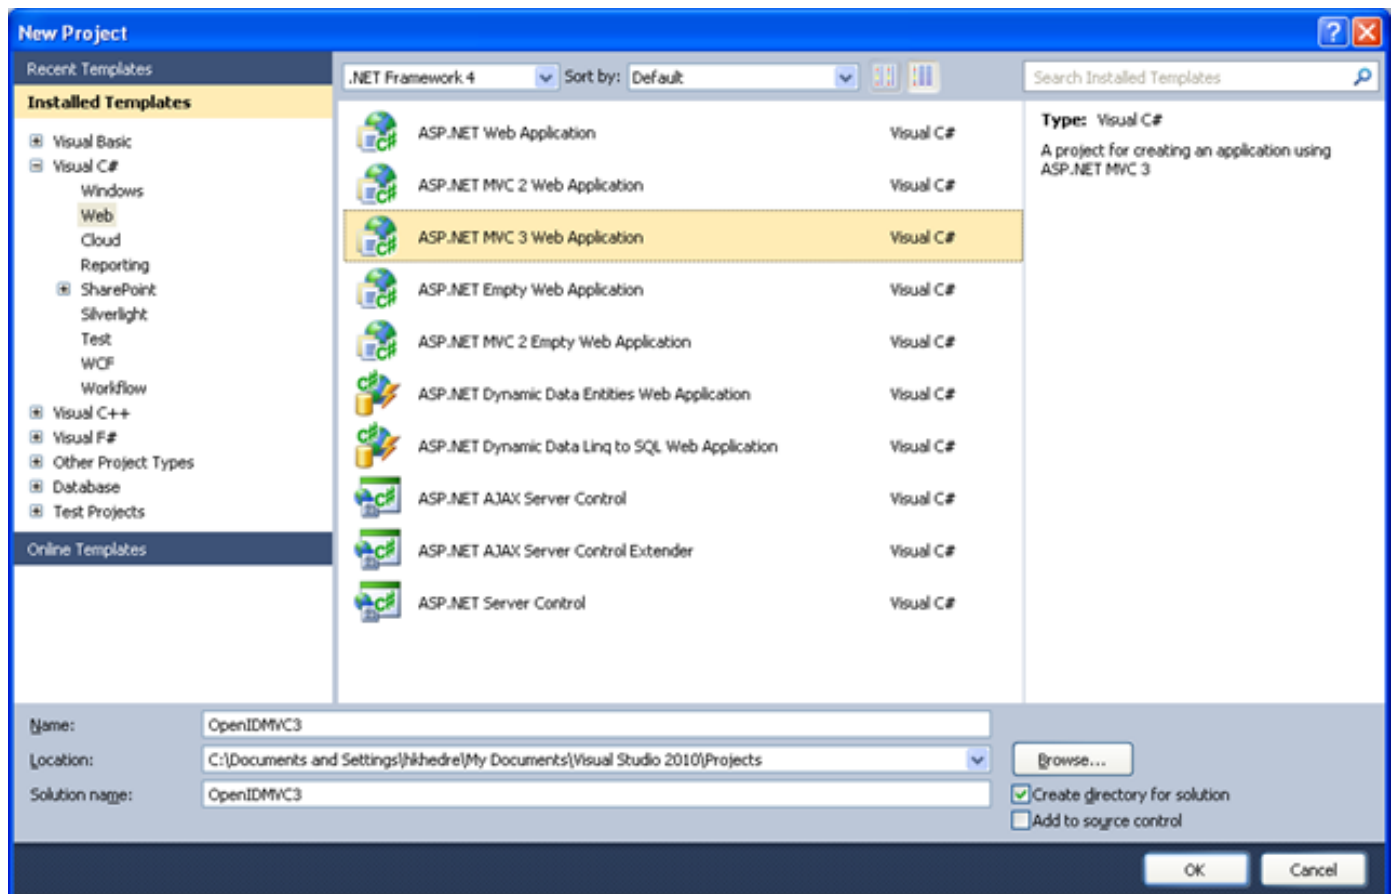 New Project
Recent Templates
Installed Templates
Visual Basic
Visual C#
Windows
Web
Cloud
Reporting
SharePoint
Silverlight
Test
WCF
Workflow
Visual C++
Visual F#
Other Project Types
Database
Test Projects
Online Templates
.NET Framework 4 Sort by: Default
Search Installed Templates
ASP.NET Web Application Visual C#
ASP.NET MVC 2 Web Application Visual C#
ASP.NET MVC 3 Web Application Visual C#
ASP.NET Empty Web Application Visual C#
ASP.NET MVC 2 Empty Web Application Visual C#
ASP.NET Dynamic Data Entities Web Application Visual C#
ASP.NET Dynamic Data Linq to SQL Web Application Visual C#
ASP.NET AJAX Server Control Visual C#
ASP.NET AJAX Server Control Extender Visual C#
ASP.NET Server Control Visual C#
Type: Visual C#
A project for creating an application using
ASP.NET MVC 3
Name: OpenIDMVC3
Location: C:\Documents and Settings\hkhedre\My Documents\Visual Studio 2010\Projects Browse...
Solution name: OpenIDMVC3
Create directory for solution
Add to source control
OK Cancel